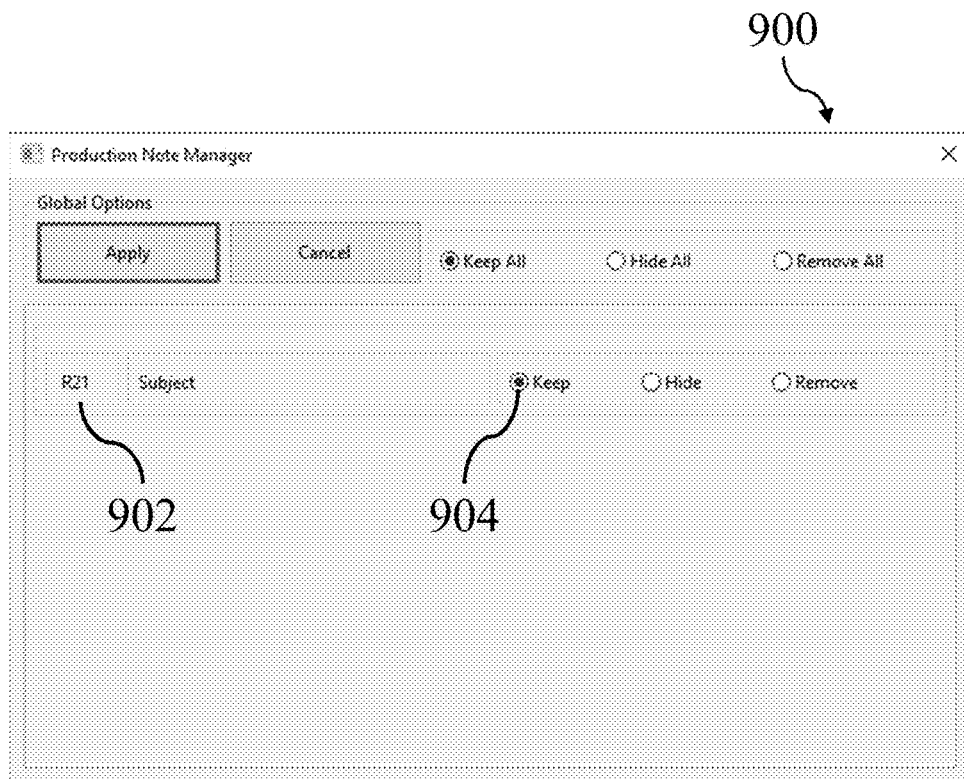 900
Production Note Manager
Global Options
Apply Cancel Keep All Hide All Remove All
R21 Subject Keep Hide Remove
902 904